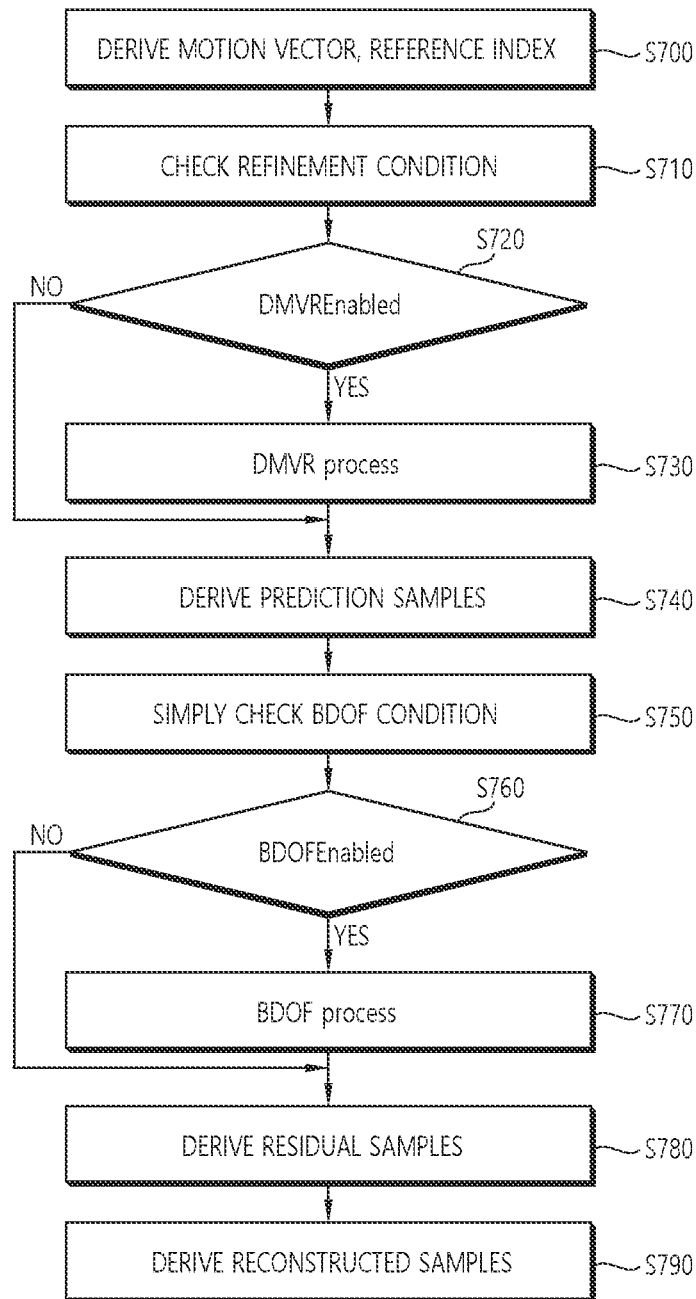 DERIVE MOTION VECTOR, REFERENCE INDEX
S700
CHECK REFINEMENT CONDITION
S710
S720
NO
DMVREnabled
YES
DMVR process
S730
DERIVE PREDICTION SAMPLES
S740
SIMPLY CHECK BDOF CONDITION
S750
S760
NO
BDOFEnabled
YES
BDOF process
S770
DERIVE RESIDUAL SAMPLES
S780
DERIVE RECONSTRUCTED SAMPLES
S790